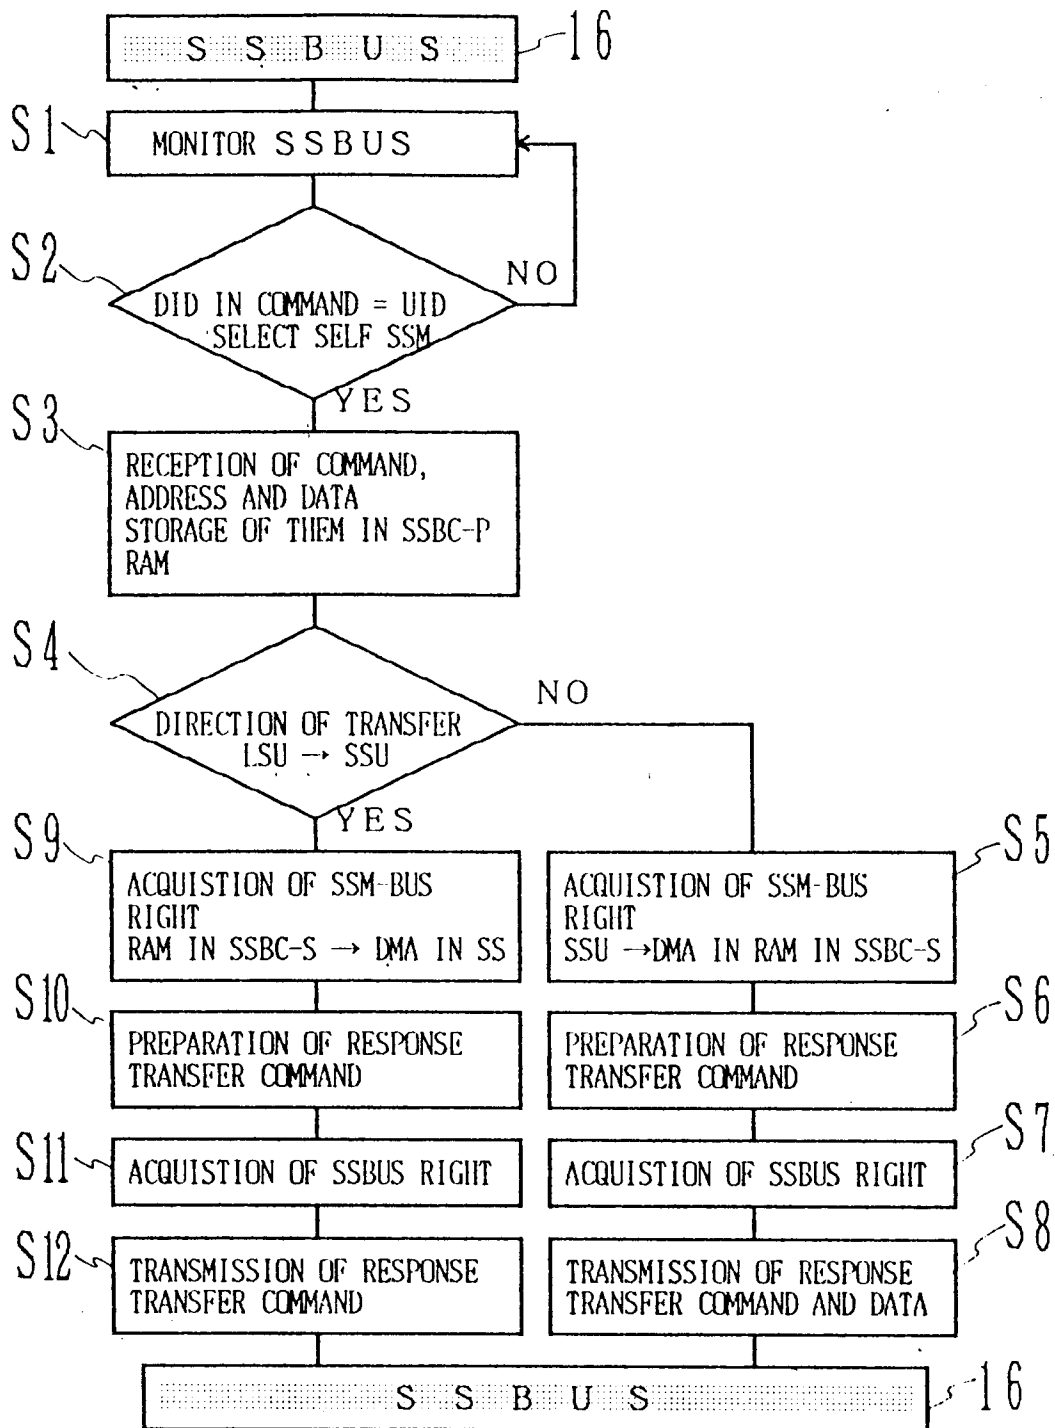 S S B U S
16
S1
MONITOR SSBUS
S2
NO
DID IN COMMAND = UID
SELECT SELF SSM
YES
S3
RECEPTION OF COMMAND,
ADDRESS AND DATA
STORAGE OF THEM IN SSBC-P
RAM
S4
NO
DIRECTION OF TRANSFER
LSU → SSU
YES
S9
ACQUISTION OF SSM-BUS
RIGHT
RAM IN SSBC-S → DMA IN SS
S5
ACQUISTION OF SSM-BUS
RIGHT
SSU →DMA IN RAM IN SSBC-S
S10
PREPARATION OF RESPONSE
TRANSFER COMMAND
S6
PREPARATION OF RESPONSE
TRANSFER COMMAND
S11
ACQUISTION OF SSBUS RIGHT
S7
ACQUISTION OF SSBUS RIGHT
S12
TRANSMISSION OF RESPONSE
TRANSFER COMMAND
S8
TRANSMISSION OF RESPONSE
TRANSFER COMMAND AND DATA
S S B U S
16